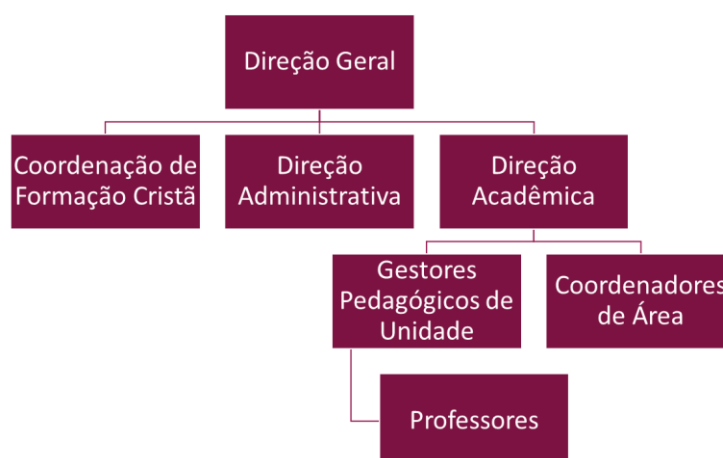 Direção Geral
Coordenação de
Formação Cristã
Direção
Administrativa
Direção
Acadêmica
Gestores
Pedagógicos de
Unidade
Coordenadores
de Área
Professores